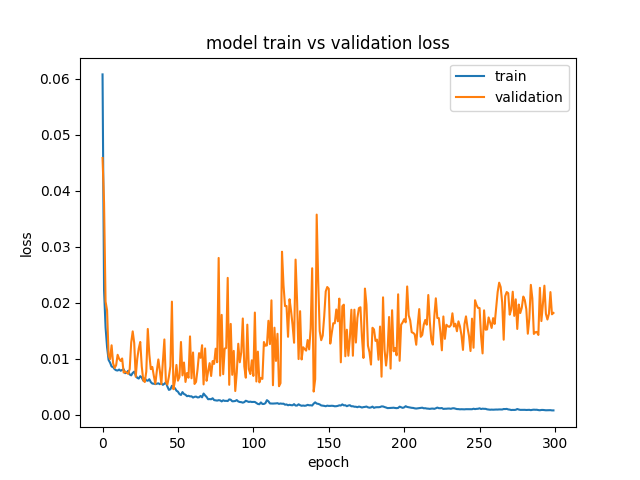 model train vs validation loss
train
validation
0.06
0.05
0.04
0.03
0.02
0.01
0.00
loss
0 50 100 150 200 250 300
epoch